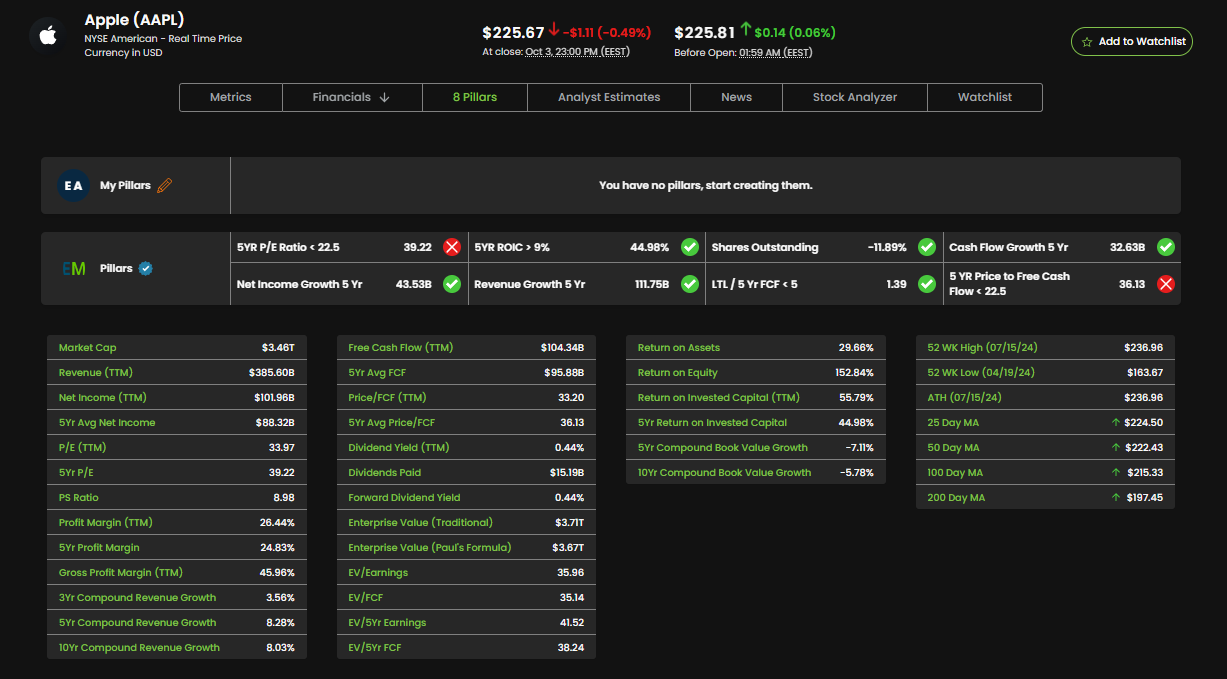 Apple (AAPL)
NYSE American - Real Time Price
Currency in USD
$225.67 -$1.11 (-0.49%)
At close: Oct 3, 23:00 PM (EEST)
$225.81 $0.14 (0.06%)
Before Open: 01:59 AM (EEST)
Add to Watchlist
Metrics
Financials
8 Pillars
Analyst Estimates
News
Stock Analyzer
Watchlist
EA My Pillars
You have no pillars, start creating them.
EM Pillars
5YR P/E Ratio < 22.5 39.22
5YR ROIC > 9% 44.98%
Shares Outstanding -11.89%
Cash Flow Growth 5 Yr 32.63B
Net Income Growth 5 Yr 43.53B
Revenue Growth 5 Yr 111.75B
LTL / 5 Yr FCF < 5 1.39
5 YR Price to Free Cash
Flow < 22.5 36.13
Market Cap $3.46T
Revenue (TTM) $385.60B
Net Income (TTM) $101.96B
5Yr Avg Net Income $88.32B
P/E (TTM) 33.97
5Yr P/E 39.22
PS Ratio 8.98
Profit Margin (TTM) 26.44%
5Yr Profit Margin 24.83%
Gross Profit Margin (TTM) 45.96%
3Yr Compound Revenue Growth 3.56%
5Yr Compound Revenue Growth 8.28%
10Yr Compound Revenue Growth 8.03%
Free Cash Flow (TTM) $104.34B
5Yr Avg FCF $95.88B
Price/FCF (TTM) 33.20
5Yr Avg Price/FCF 36.13
Dividend Yield (TTM) 0.44%
Dividends Paid $15.19B
Forward Dividend Yield 0.44%
Enterprise Value (Traditional) $3.71T
Enterprise Value (Paul's Formula) $3.67T
EV/Earnings 35.96
EV/FCF 35.14
EV/5Yr Earnings 41.52
EV/5Yr FCF 38.24
Return on Assets 29.66%
Return on Equity 152.84%
Return on Invested Capital (TTM) 55.79%
5Yr Return on Invested Capital 44.98%
5Yr Compound Book Value Growth -7.11%
10Yr Compound Book Value Growth -5.78%
52 WK High (07/15/24) $236.96
52 WK Low (04/19/24) $163.67
ATH (07/15/24) $236.96
25 Day MA $224.50
50 Day MA $222.43
100 Day MA $215.33
200 Day MA $197.45